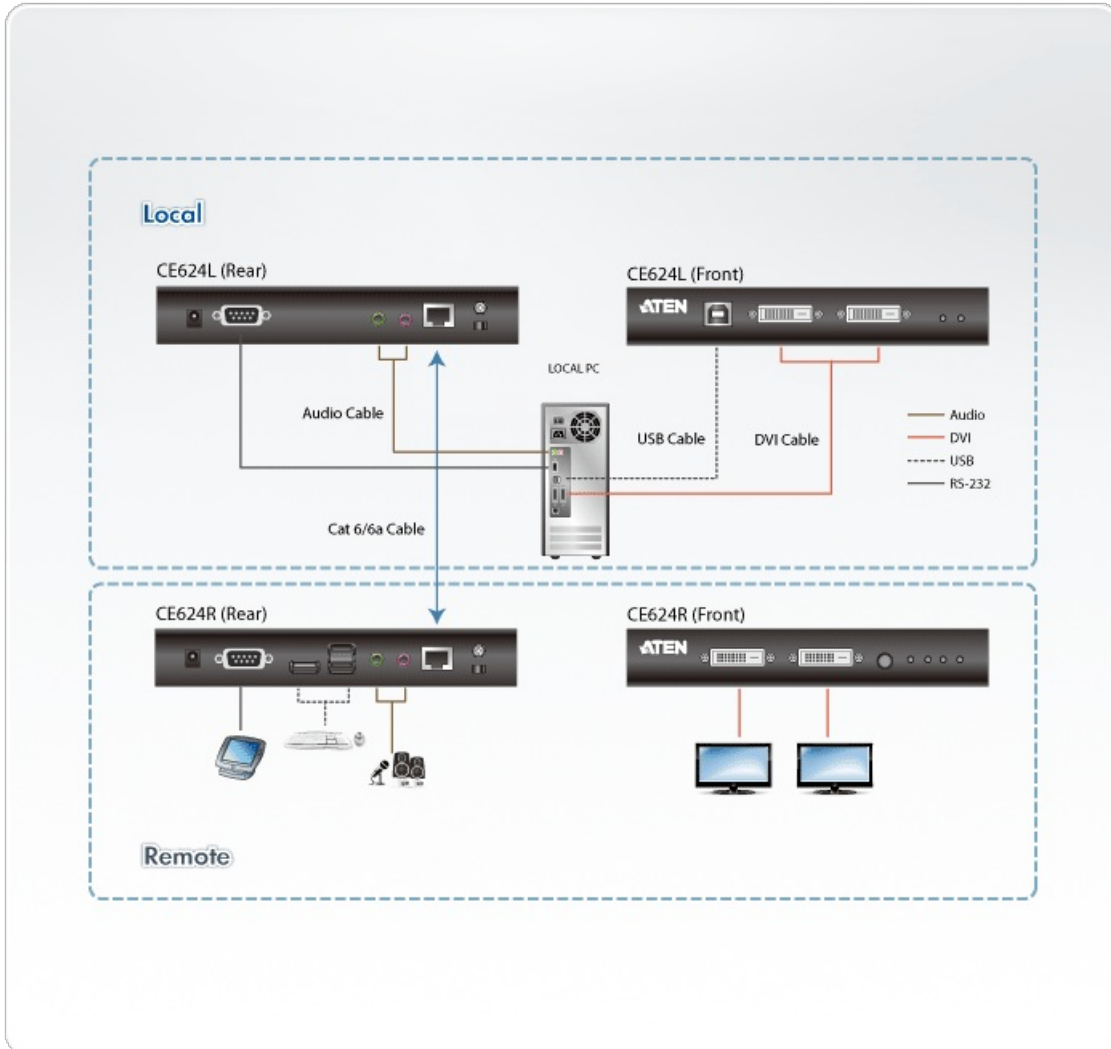 Local
CE624L (Rear)
CE624L (Front)
ATEN
LOCAL PC
Audio Cable
USB Cable
DVI Cable
Audio
DVI
USB
RS-232
Cat 6/6a Cable
CE624R (Rear)
CE624R (Front)
ATEN
Remote